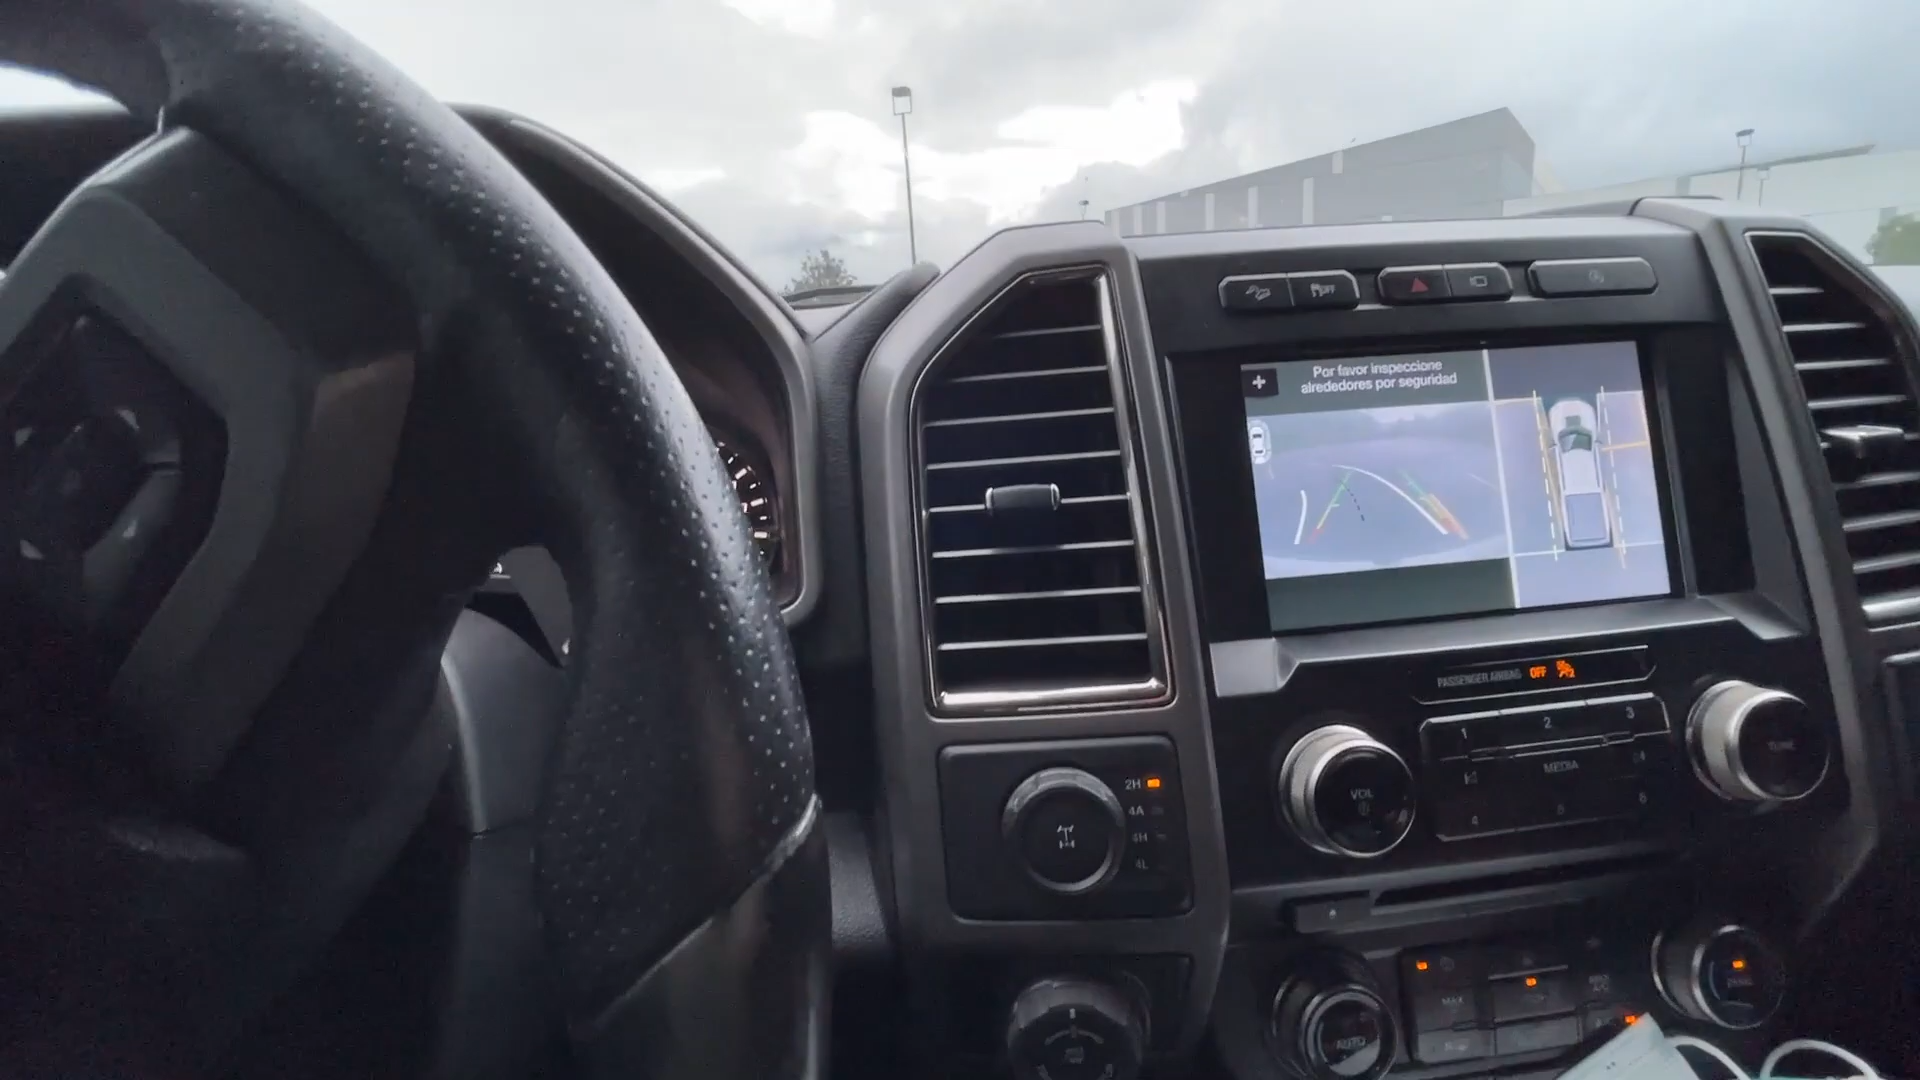 OFF
Por favor inspeccione
alrededores por seguridad
PASSENGER AIRBAG OFF
1 2 3
MEDIA
4 5 6
VOL
TUNE
2H
4A
4H
4L
MAX
AUTO